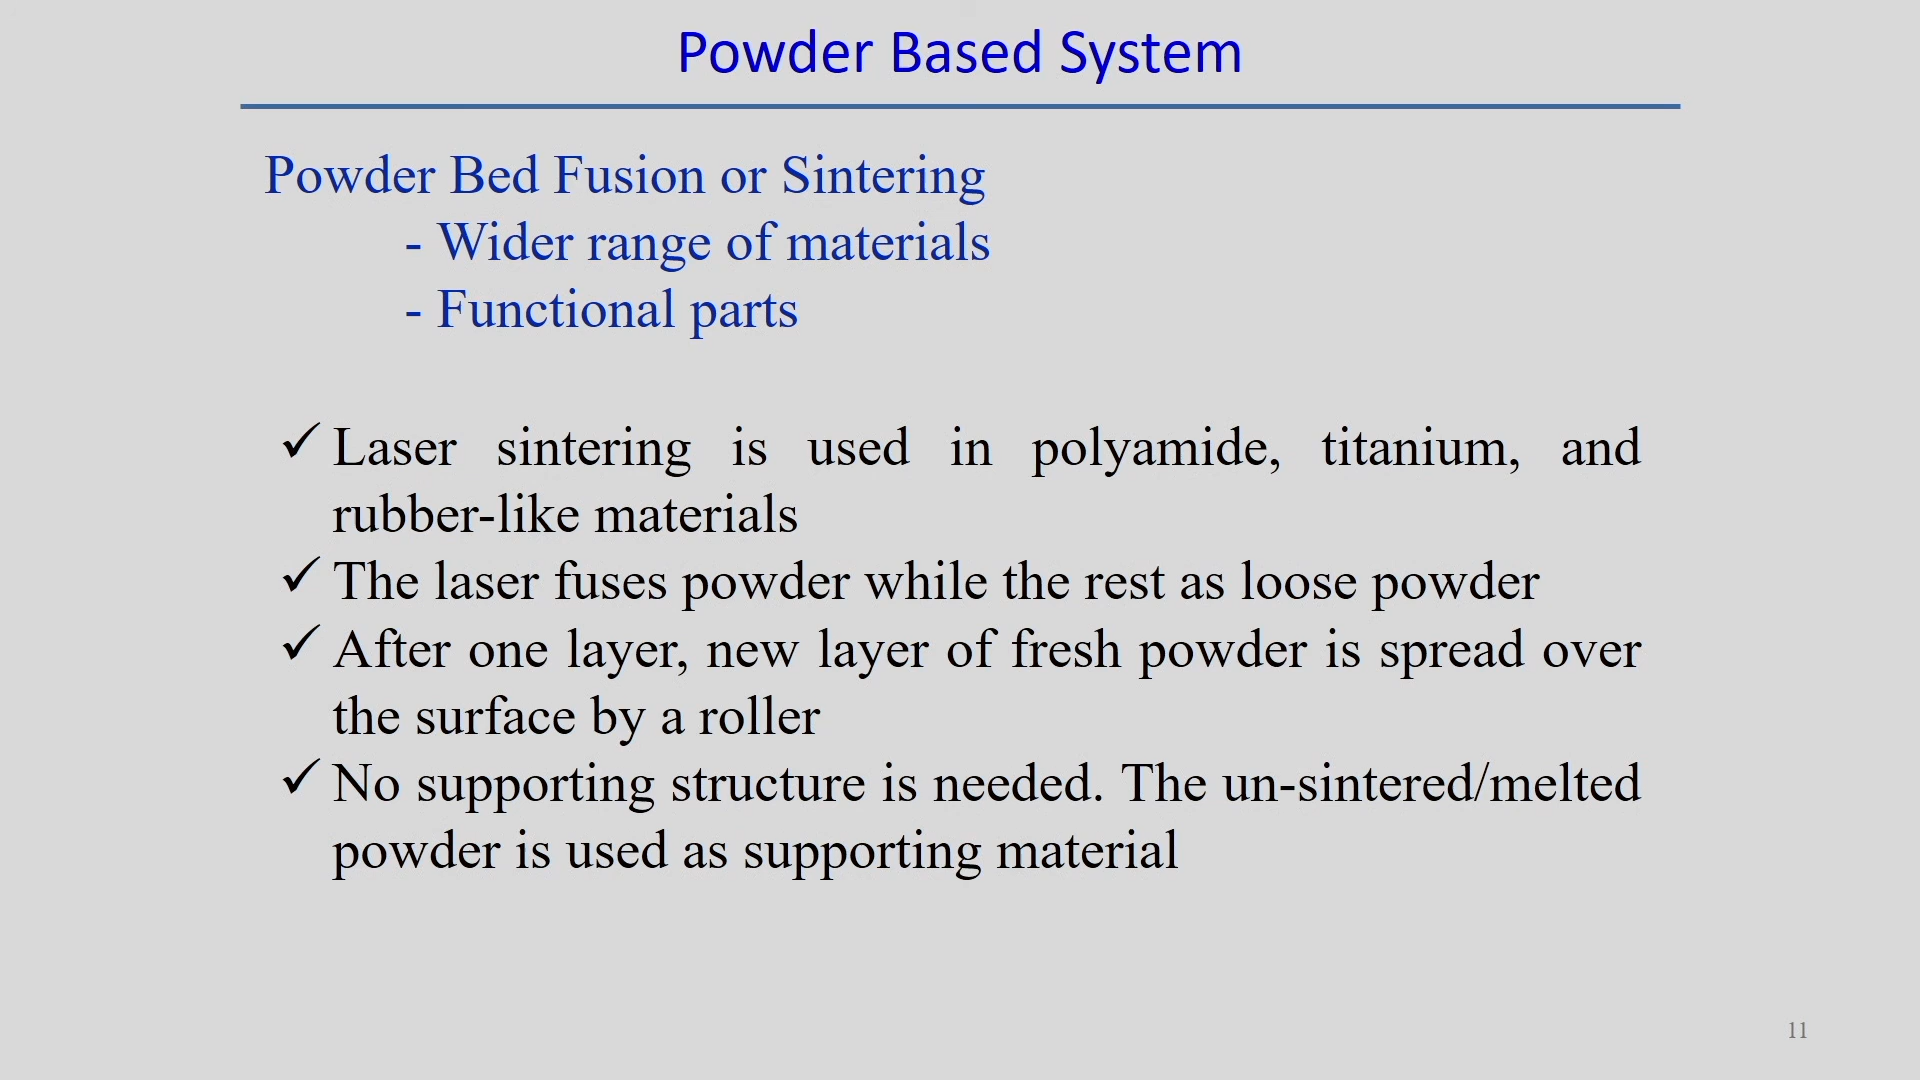 Powder Based System
Powder Bed Fusion or Sintering
- Wider range of materials
- Functional parts
✓ Laser sintering is used in polyamide, titanium, and
rubber-like materials
✓ The laser fuses powder while the rest as loose powder
✓ After one layer, new layer of fresh powder is spread over
the surface by a roller
✓ No supporting structure is needed. The un-sintered/melted
powder is used as supporting material
11